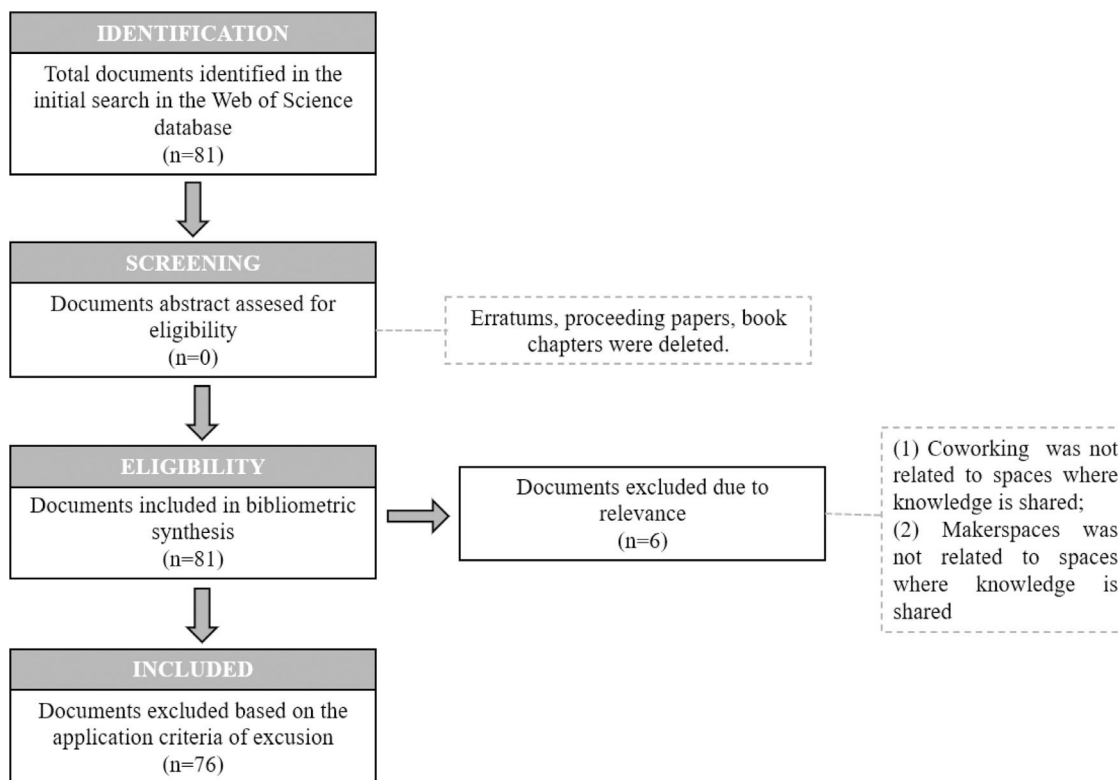 IDENTIFICATION
Total documents identified in the
initial search in the Web of Science
database
(n=81)
SCREENING
Documents abstract assesed for
eligibility
(n=0)
Erratums, proceeding papers, book
chapters were deleted.
ELIGIBILITY
Documents included in bibliometric
synthesis
(n=81)
Documents excluded due to
relevance
(n=6)
(1) Coworking was not
related to spaces where
knowledge is shared;
(2) Makerspaces was
not related to spaces
where knowledge is
shared
INCLUDED
Documents excluded based on the
application criteria of excusion
(n=76)